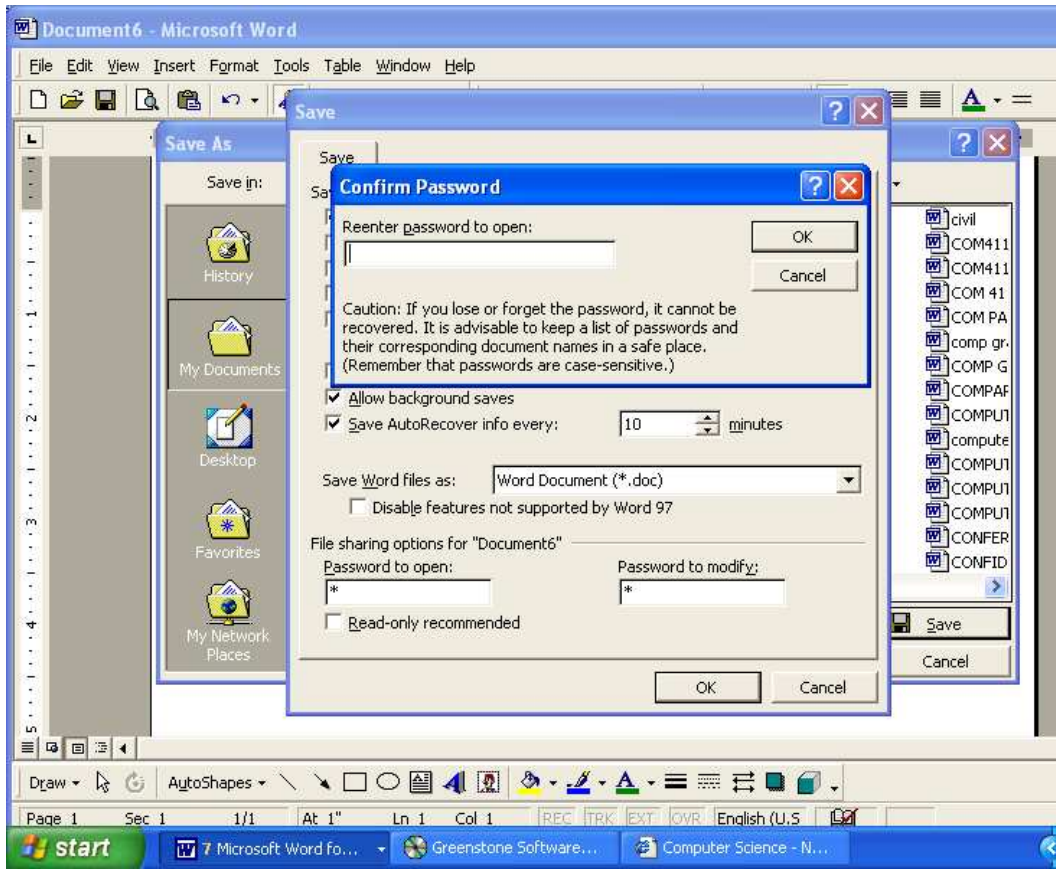 Document6 - Microsoft Word
File Edit View Insert Format Tools Table Window Help
Save
Save As
Save in:
Save
Confirm Password
Reenter password to open:
OK
Cancel
Caution: If you lose or forget the password, it cannot be
recovered. It is advisable to keep a list of passwords and
their corresponding document names in a safe place.
(Remember that passwords are case-sensitive.)
History
My Documents
Desktop
Favorites
My Network
Places
Allow background saves
Save AutoRecover info every: 10 minutes
Save Word files as: Word Document (*.doc)
Disable features not supported by Word 97
File sharing options for "Document6"
Password to open: Password to modify:
* *
Read-only recommended
OK Cancel
civil
COM411
COM411
COM 41
COM PA
comp gr
COMP G
COMPAR
COMPUT
compute
COMPUT
COMPUT
COMPUT
CONFER
CONFID
Save
Cancel
1
2
3
4
5
Draw AutoShapes
Page 1 Sec 1 1/1 At 1" Ln 1 Col 1 REC TRK EXT OVR English (U.S
start 7 Microsoft Word fo... Greenstone Software... Computer Science - N...